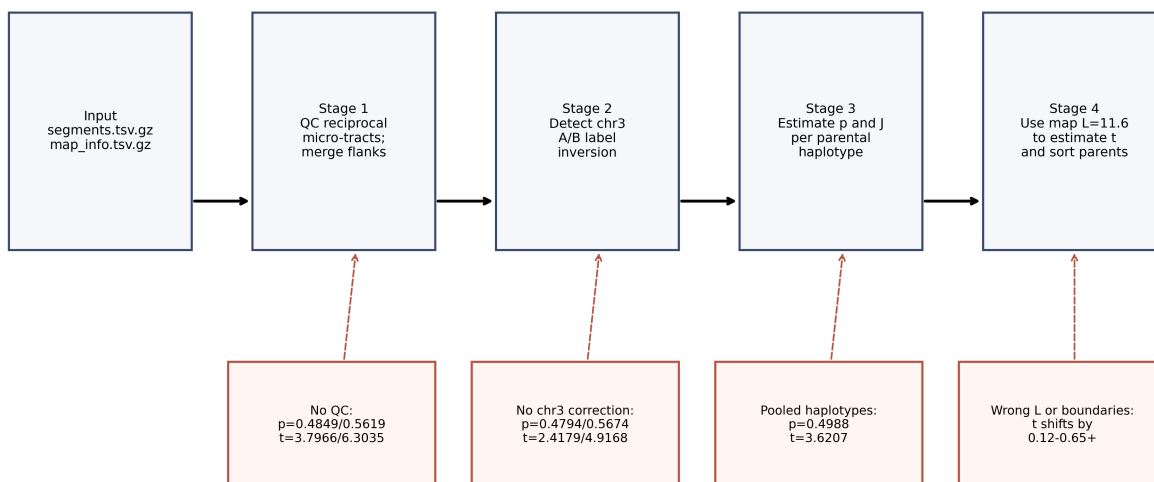 Input
segments.tsv.gz
map_info.tsv.gz
Stage 1
QC reciprocal
micro-tracts;
merge flanks
Stage 2
Detect chr3
A/B label
inversion
Stage 3
Estimate p and J
per parental
haplotype
Stage 4
Use map L=11.6
to estimate t
and sort parents
No QC:
p=0.4849/0.5619
t=3.7966/6.3035
No chr3 correction:
p=0.4794/0.5674
t=2.4179/4.9168
Pooled haplotypes:
p=0.4988
t=3.6207
Wrong L or boundaries:
t shifts by
0.12-0.65+